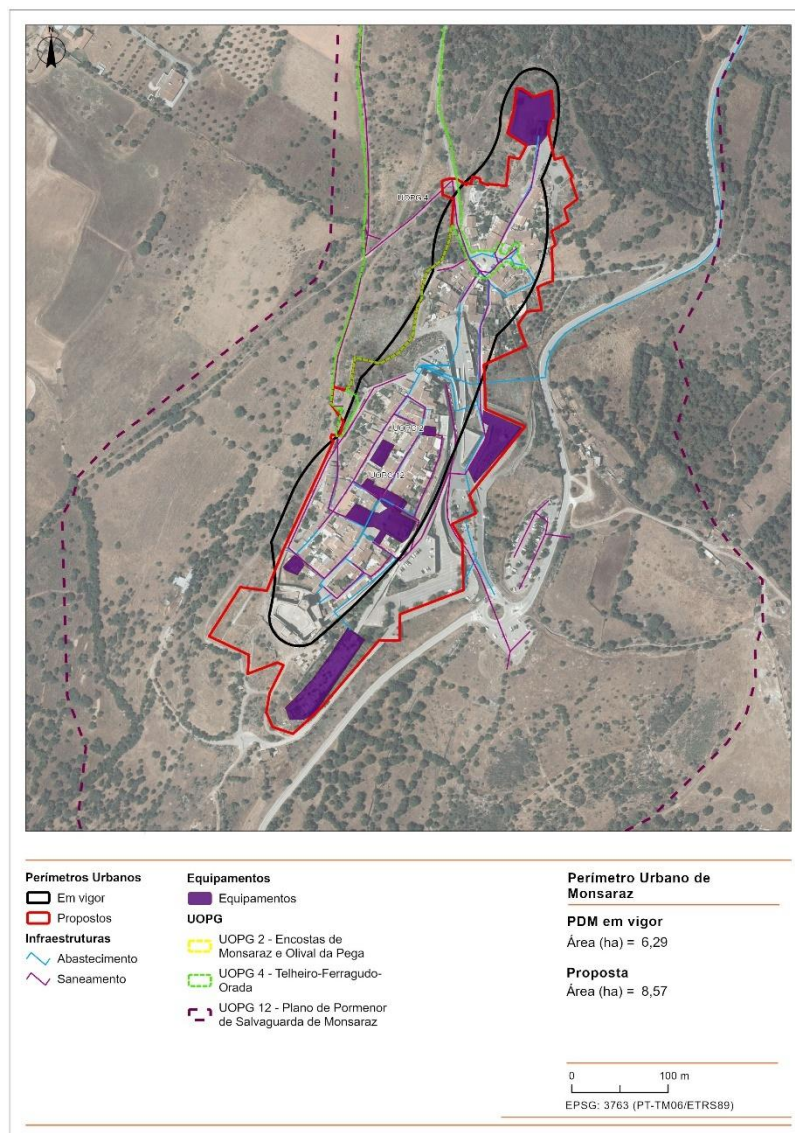 N
UOPG 4
UOPG 2
UOPG 12
Perímetros Urbanos
Em vigor
Propostos
Infraestruturas
Abastecimento
Saneamento
Equipamentos
Equipamentos
UOPG
UOPG 2 - Encostas de
Monsaraz e Olival da Pega
UOPG 4 - Telheiro-Ferragudo-
Orada
UOPG 12 - Plano de Pormenor
de Salvaguarda de Monsaraz
Perímetro Urbano de
Monsaraz
PDM em vigor
Área (ha) = 6,29
Proposta
Área (ha) = 8,57
0 100 m
EPSG: 3763 (PT-TM06/ETRS89)